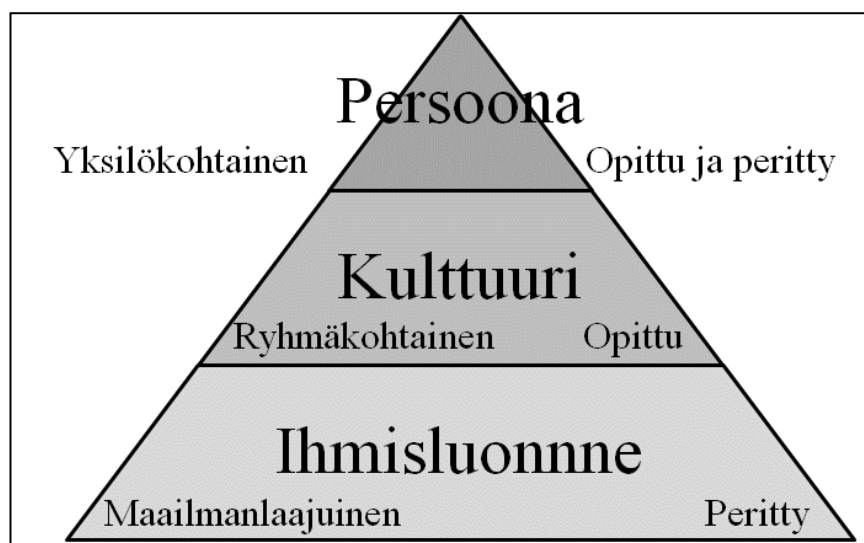 Persoona
Yksilökohtainen Opittu ja peritty
Kulttuuri
Ryhmäkohtainen Opittu
Ihmisluonnne
Maailmanlaajuinen Peritty